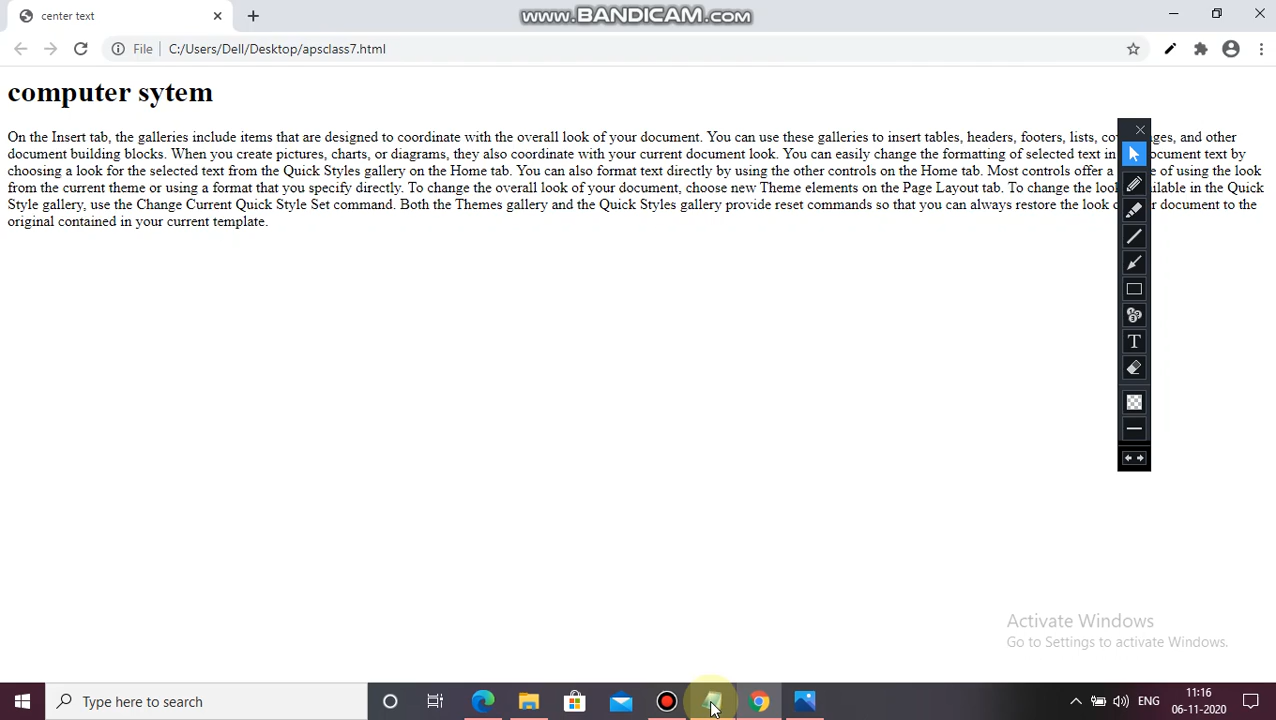 www.BANDICAM.com
center text
File
C:/Users/Dell/Desktop/apsclass7.html
computer sytem
On the Insert tab, the galleries include items that are designed to coordinate with the overall look of your document. You can use these galleries to insert tables, headers, footers, lists, and other
document building blocks. When you create pictures, charts, or diagrams, they also coordinate with your current document look. You can easily change the formatting of selected text in document text by
choosing a look for the selected text from the Quick Styles gallery on the Home tab. You can also format text directly by using the other controls on the Home tab. Most controls offer a of using the look
from the current theme or using a format that you specify directly. To change the overall look of your document, choose new Theme elements on the Page Layout tab. To change the in the Quick
Style gallery, use the Change Current Quick Style Set command. Both the Themes gallery and the Quick Styles gallery provide reset commands so that you can always restore the look document to the
original contained in your current template.
T
Activate Windows
Go to Settings to activate Windows.
Type here to search
ENG
11:16
06-11-2020